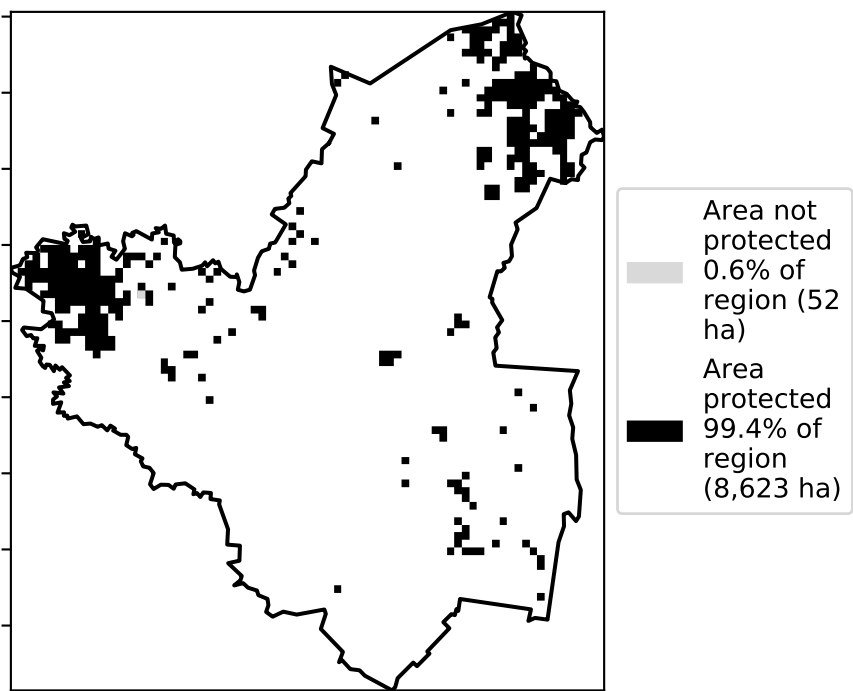 Area not
protected
0.6% of
region (52
ha)
Area
protected
99.4% of
region
(8,623 ha)